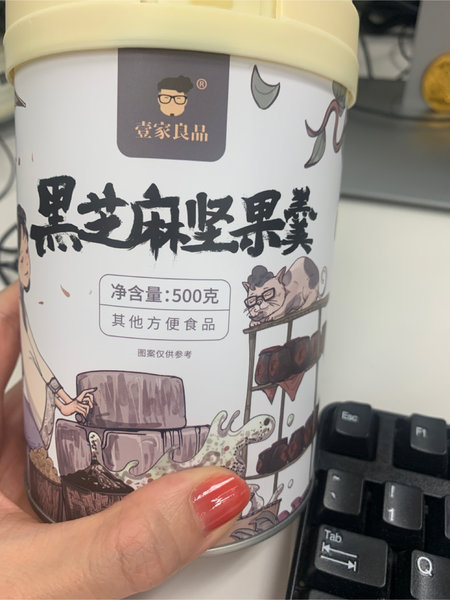 ®
壹家良品
黑芝麻坚果羹
净含量:500克
其他方便食品
图案仅供参考
Esc
F1
!
1
Tab
Q